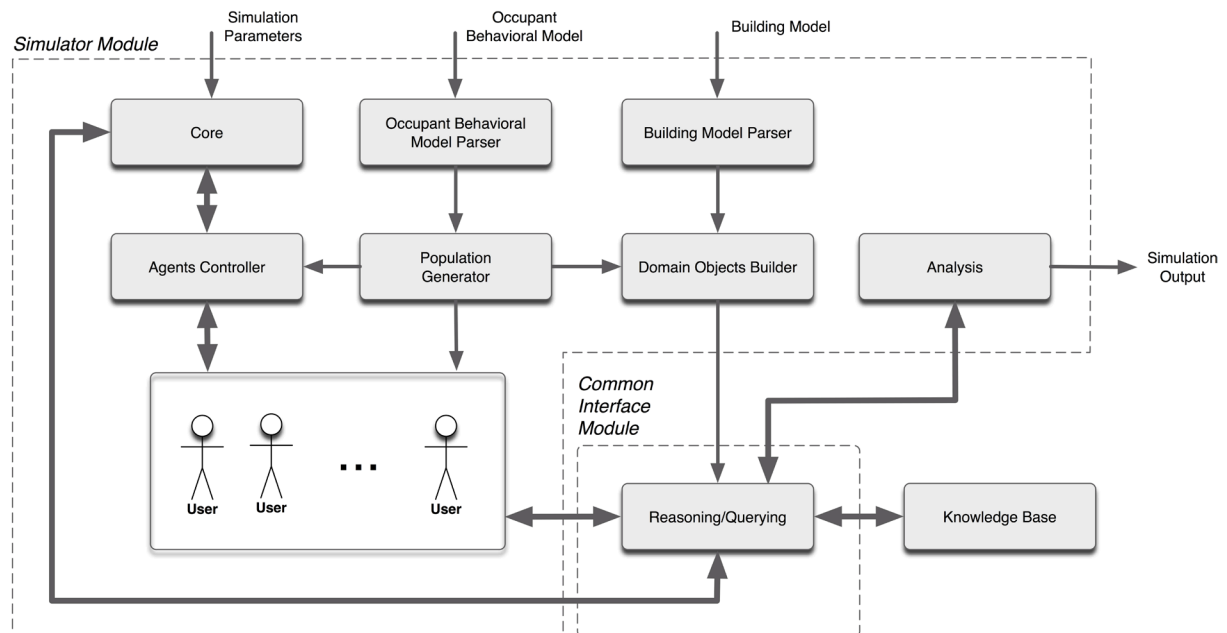 Simulation
Parameters
Occupant
Behavioral Model
Building Model
Simulator Module
Core
Occupant Behavioral
Model Parser
Building Model Parser
Agents Controller
Population
Generator
Domain Objects Builder
Analysis
Simulation
Output
Common
Interface
Module
User
User
...
User
Reasoning/Querying
Knowledge Base